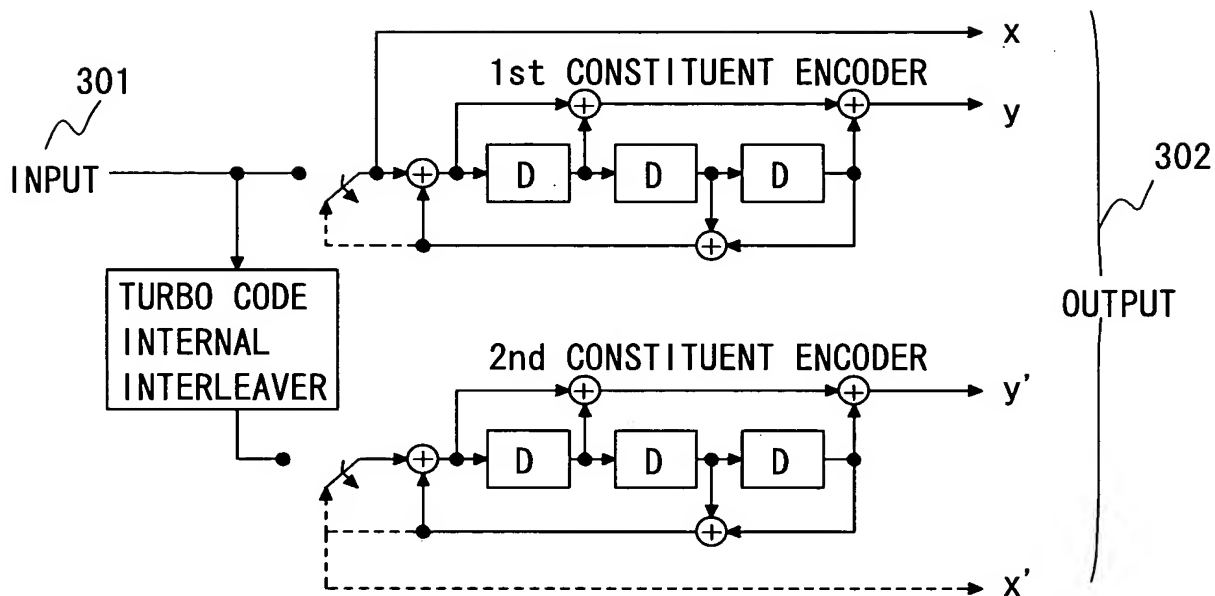 x
1st CONSTITUENT ENCODER
301
y
INPUT
D D D
302
TURBO CODE
INTERNAL
INTERLEAVER
OUTPUT
2nd CONSTITUENT ENCODER
y'
D D D
x'